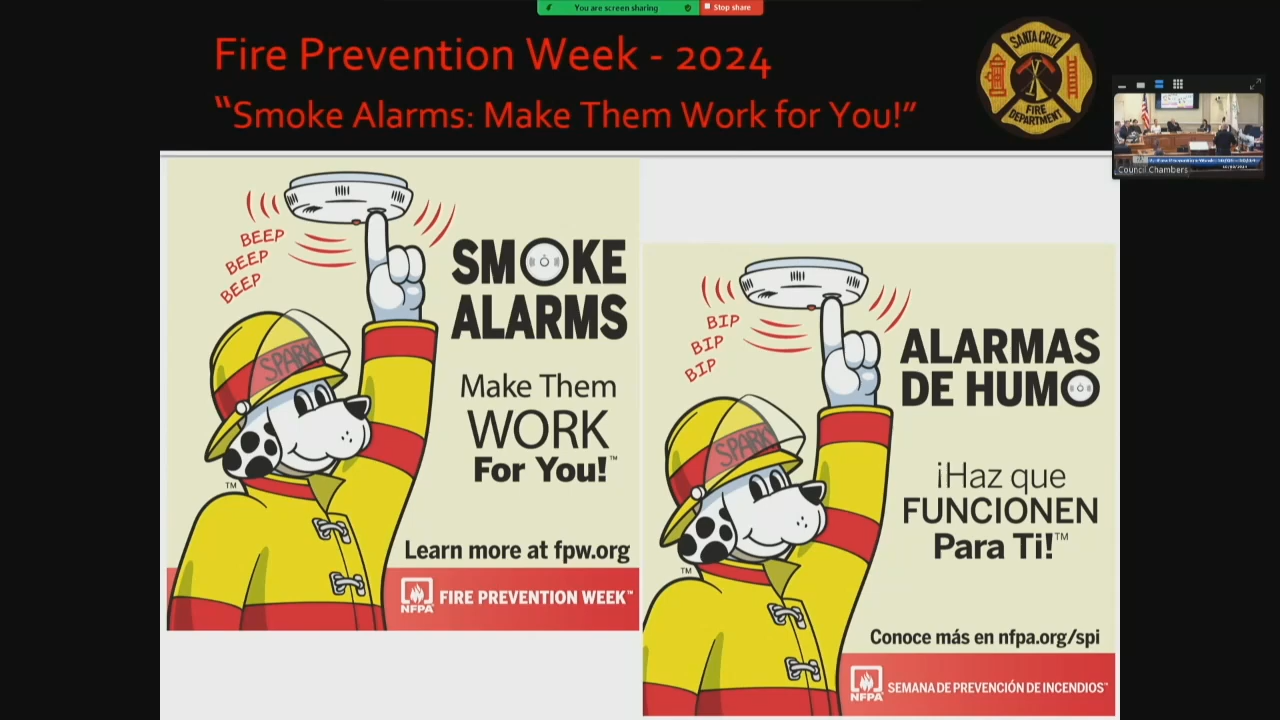 You are screen sharing
Stop share
Fire Prevention Week - 2024
“Smoke Alarms: Make Them Work for You!”
SANTA CRUZ
FIRE
DEPARTMENT
Council Chambers
BEEP
BEEP
BEEP
SMOKE
ALARMS
SPARKY
Make Them
WORK
For You!™
TM
Learn more at fpw.org
NFPA
FIRE PREVENTION WEEK™
BIP
BIP
BIP
ALARMAS
DE HUMO
SPARKY
¡Haz que
FUNCIONEN
Para Ti!™
TM
Conoce más en nfpa.org/spi
NFPA
SEMANA DE PREVENCIÓN DE INCENDIOS™